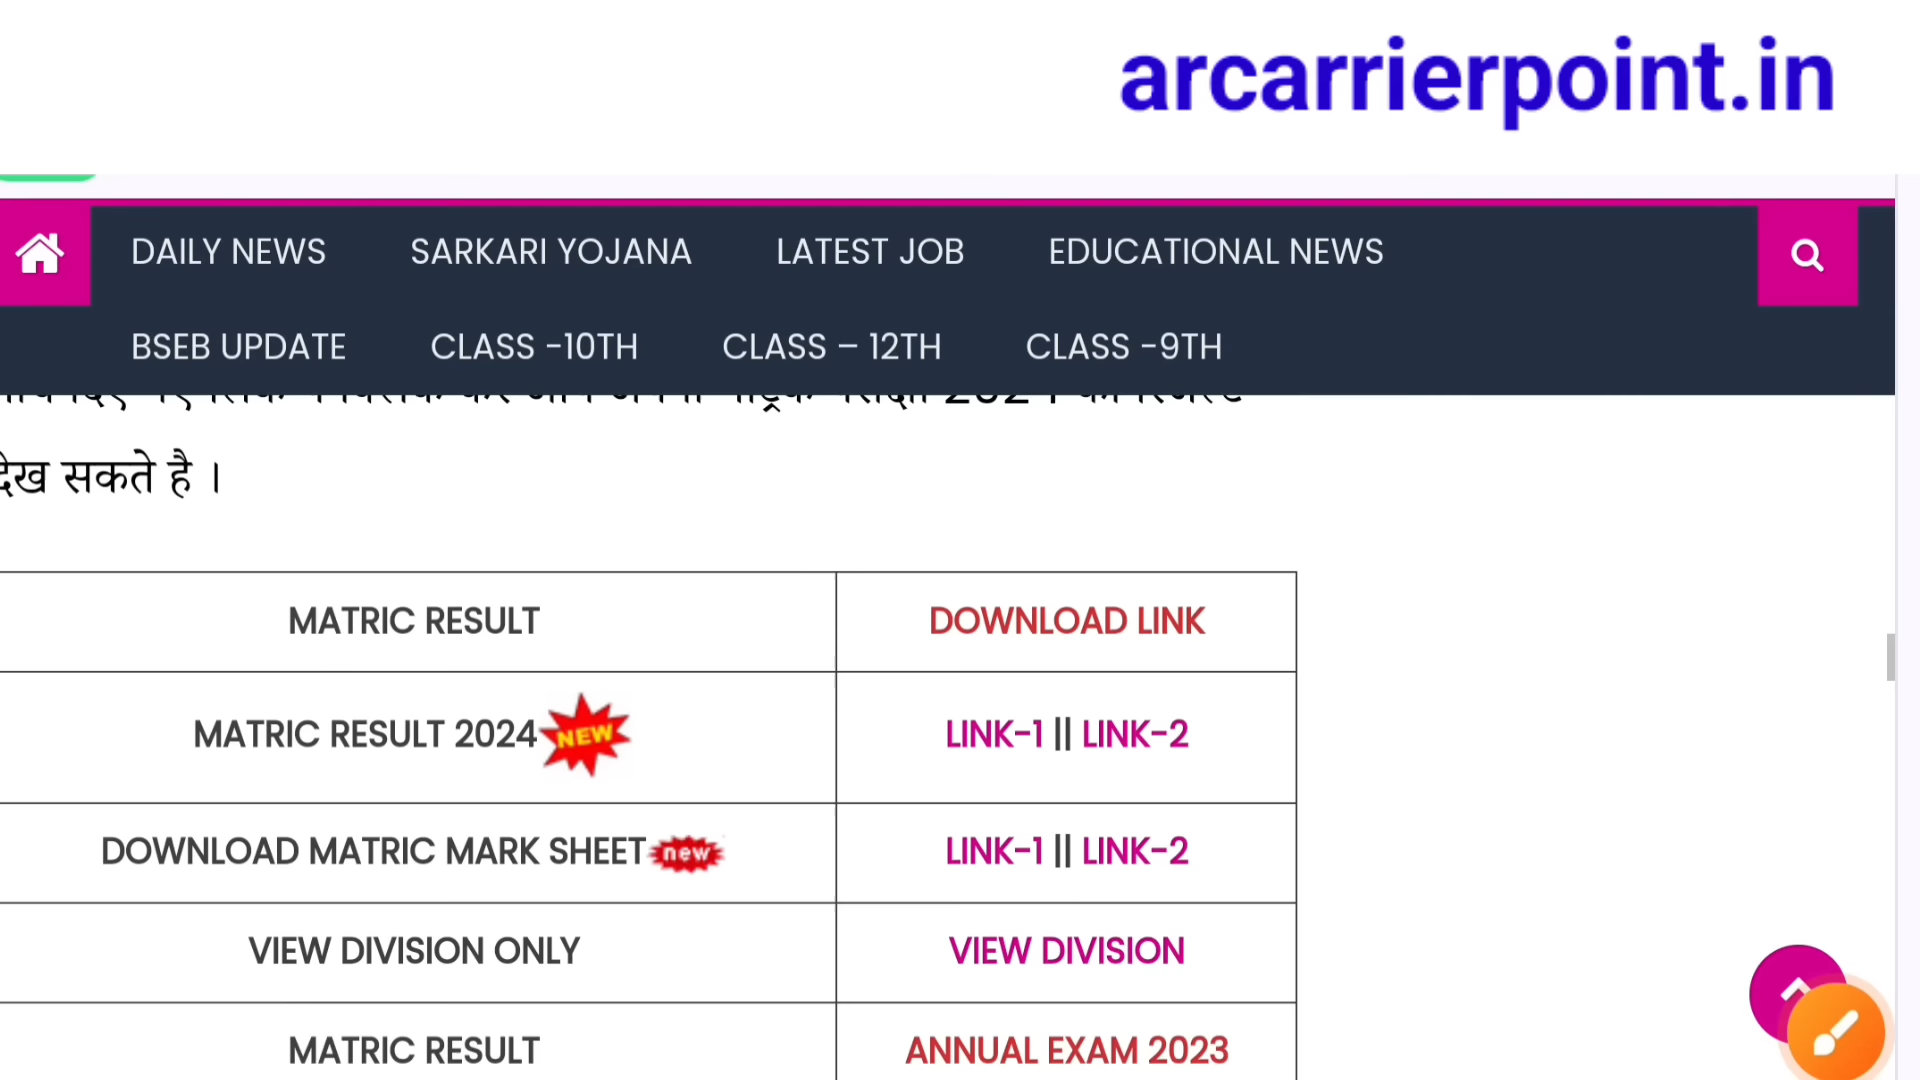 arcarrierpoint.in
DAILY NEWS SARKARI YOJANA LATEST JOB EDUCATIONAL NEWS
BSEB UPDATE CLASS -10TH CLASS – 12TH CLASS -9TH
2024
देख सकते है ।
MATRIC RESULT DOWNLOAD LINK
MATRIC RESULT 2024 NEW LINK-1 || LINK-2
DOWNLOAD MATRIC MARK SHEET new LINK-1 || LINK-2
VIEW DIVISION ONLY VIEW DIVISION
MATRIC RESULT ANNUAL EXAM 2023